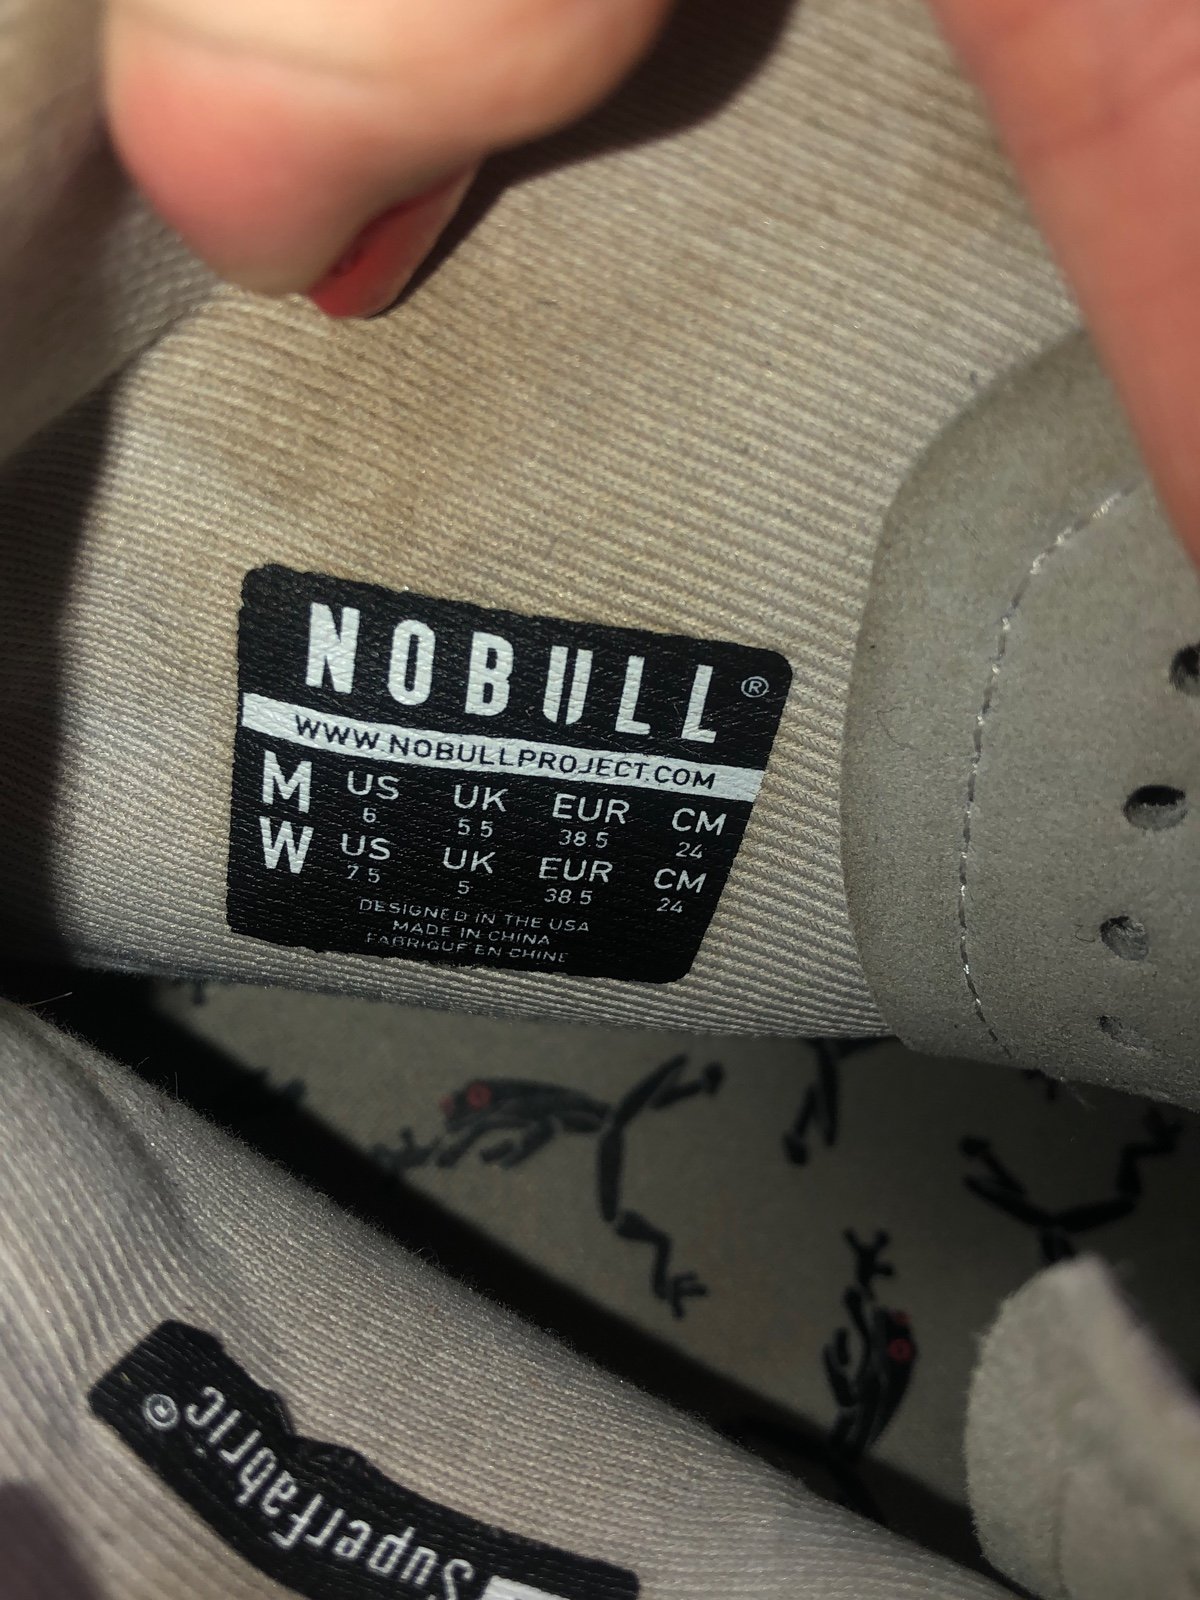 NOBULL®
WWW.NOBULLPROJECT.COM
M US UK EUR CM
6 5.5 38.5 24
W US UK EUR CM
7.5 5 38.5 24
DESIGNED IN THE USA
MADE IN CHINA
FABRIQUE EN CHINE
Superfabric®